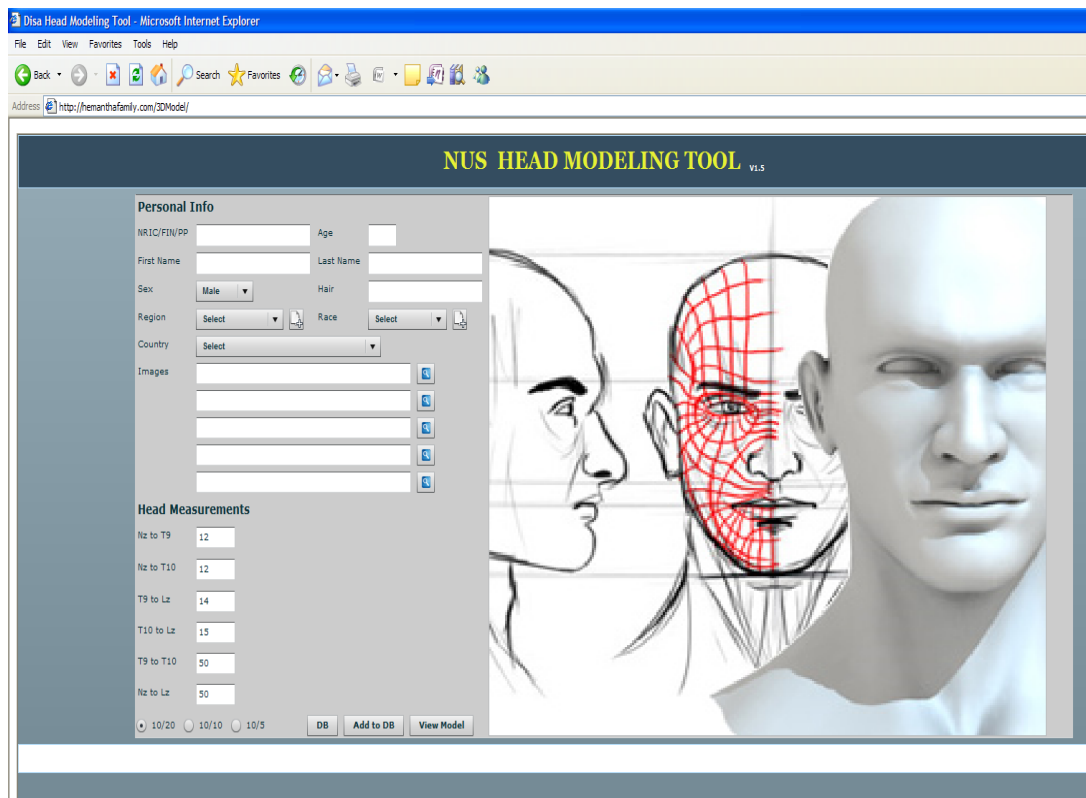 Disa Head Modeling Tool - Microsoft Internet Explorer
File Edit View Favorites Tools Help
Back Search Favorites
Address http://hemanthafamily.com/3DModel/
NUS HEAD MODELING TOOL V1.5
Personal Info
NRIC/FIN/PP Age
First Name Last Name
Sex Male Hair
Region Select Race Select
Country Select
Images
Head Measurements
Nz to T9 12
Nz to T10 12
T9 to Lz 14
T10 to Lz 15
T9 to T10 50
Nz to Lz 50
10/20 10/10 10/5 DB Add to DB View Model